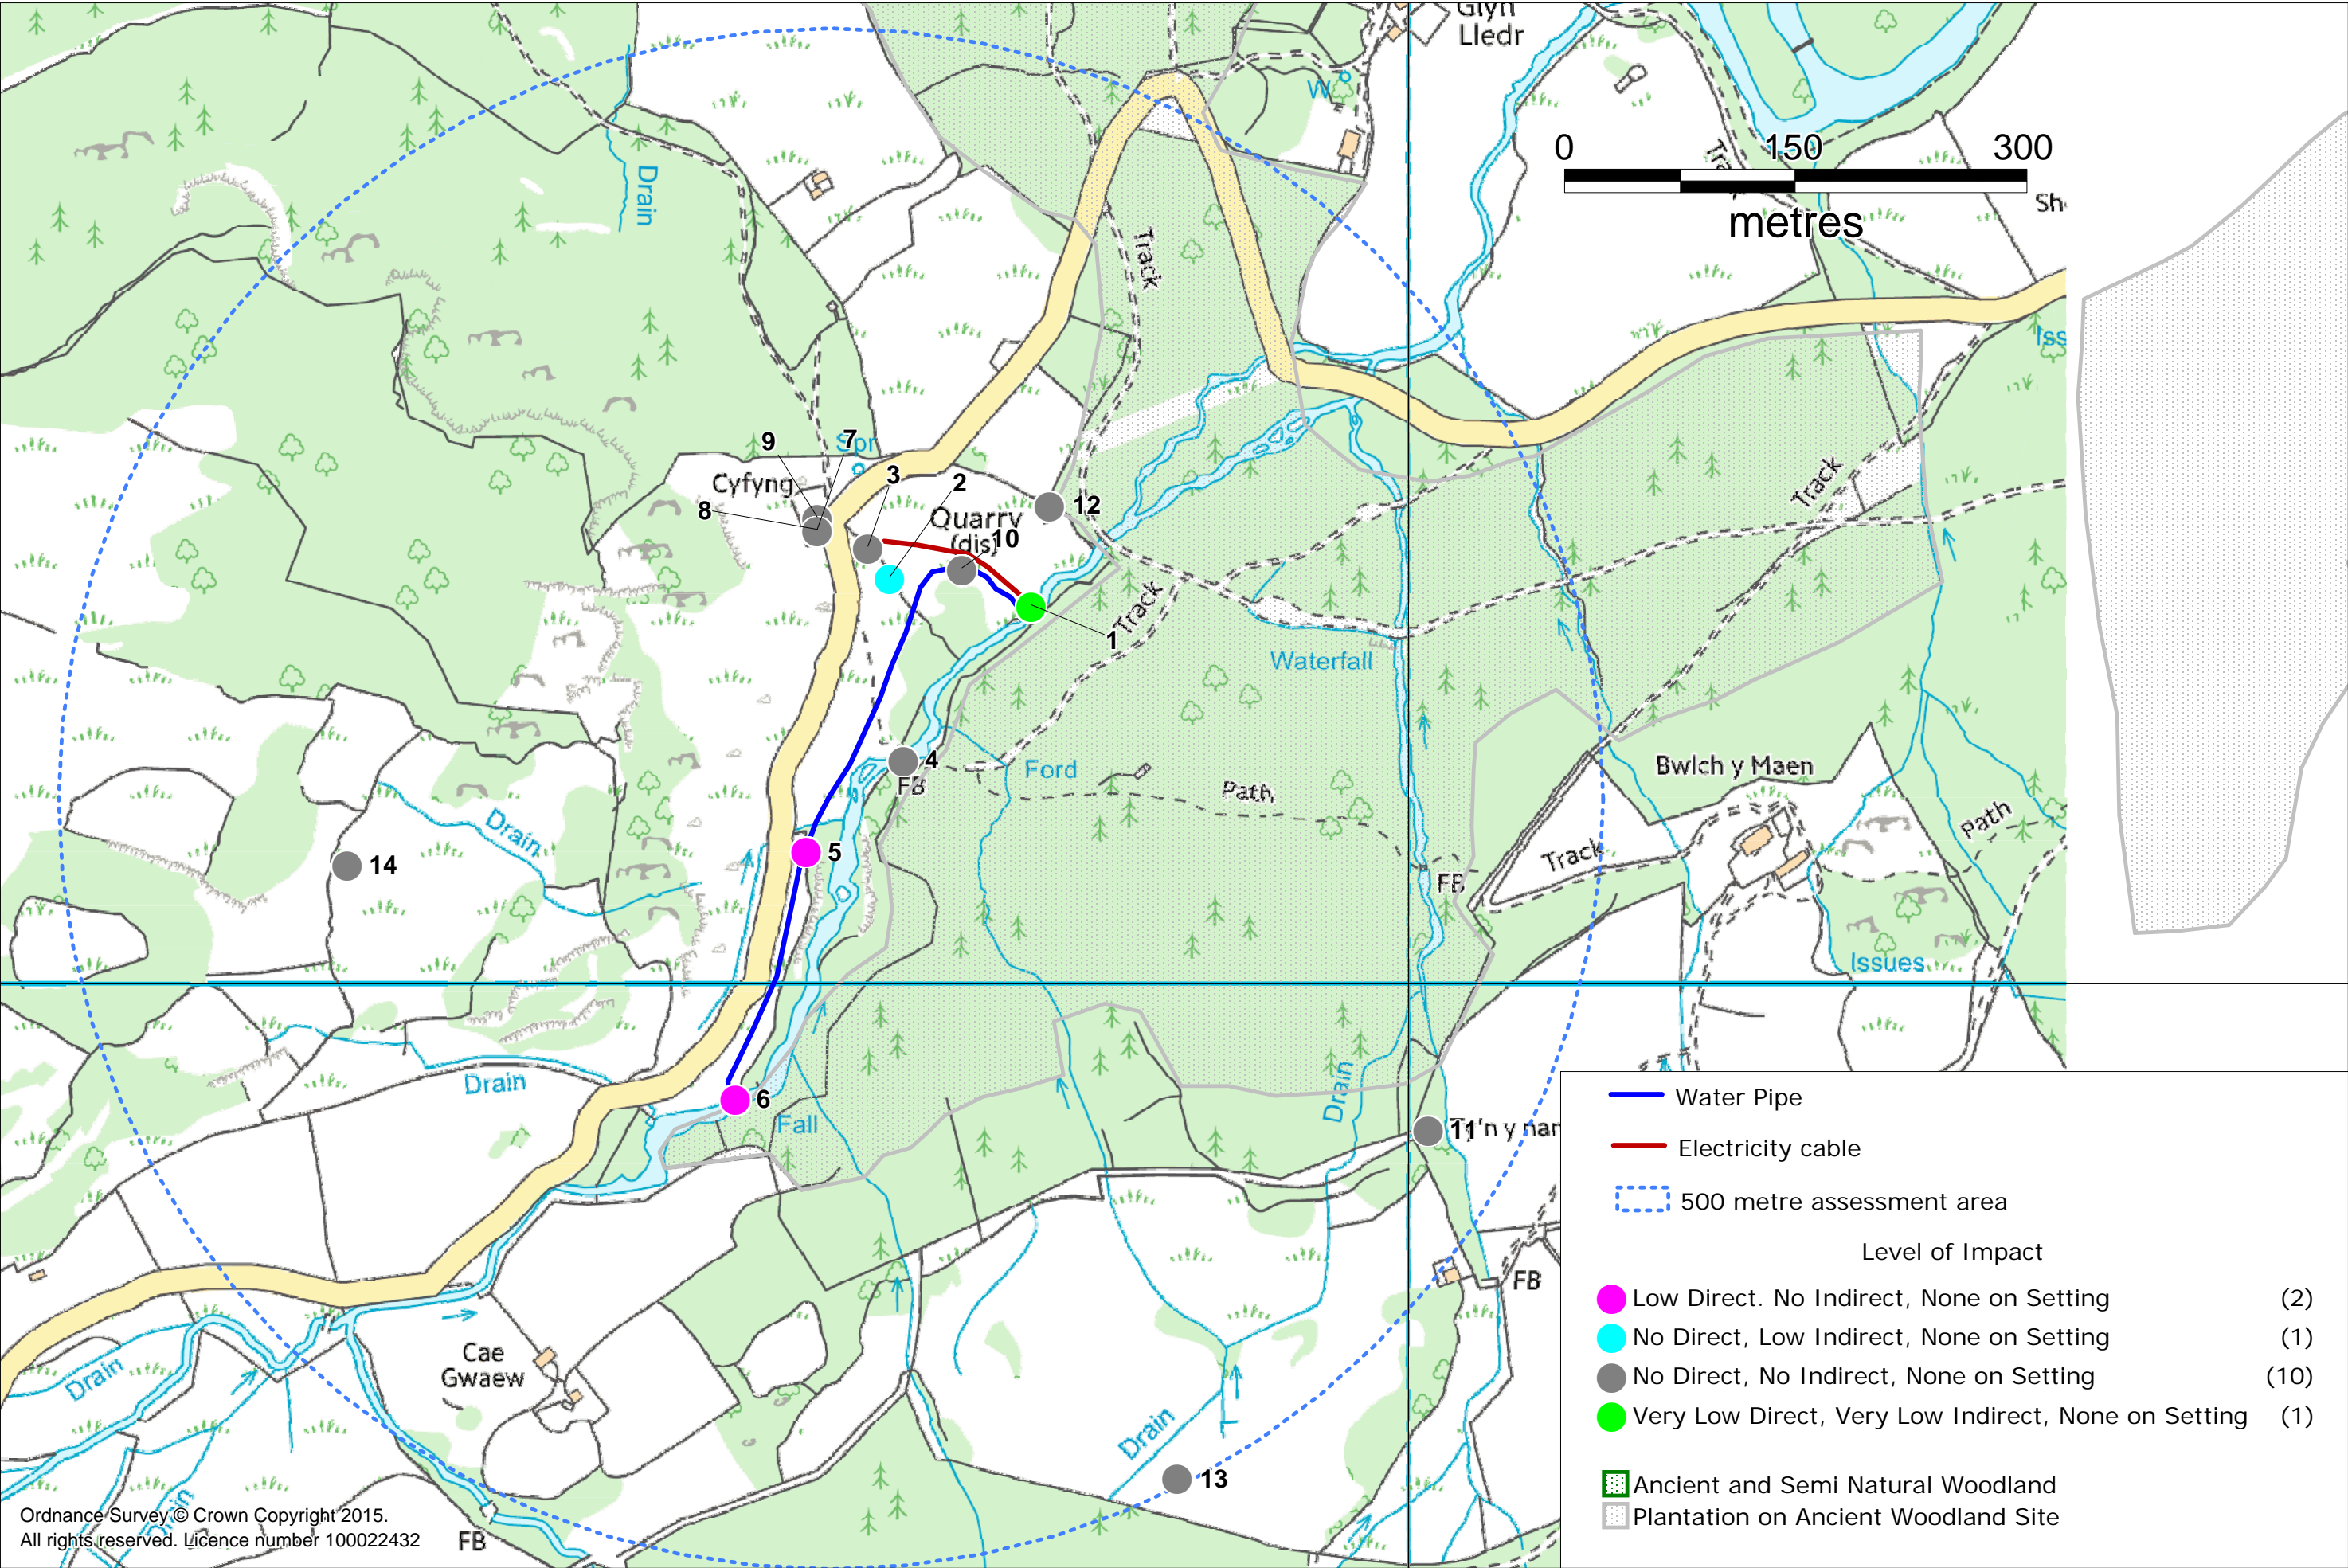 Glyn
Lledr
W
0 150 300
metres
Drain
Track
Iss
Spr
9
7
3
2
Cyfyng
8
12
Quarry
(dis)
10
Track
Track
1
Waterfall
4
FB
Ford
Path
Bwlch y Maen
Path
Track
FB
Drain
14
5
Issues
Drain
6
Fall
Drain
11
FB
Cae
Gwaew
Drain
Drain
13
Drain
FB
Water Pipe
Electricity cable
500 metre assessment area
Level of Impact
Low Direct. No Indirect, None on Setting (2)
No Direct, Low Indirect, None on Setting (1)
No Direct, No Indirect, None on Setting (10)
Very Low Direct, Very Low Indirect, None on Setting (1)
Ancient and Semi Natural Woodland
Plantation on Ancient Woodland Site
Ordnance Survey © Crown Copyright 2015.
All rights reserved. Licence number 100022432